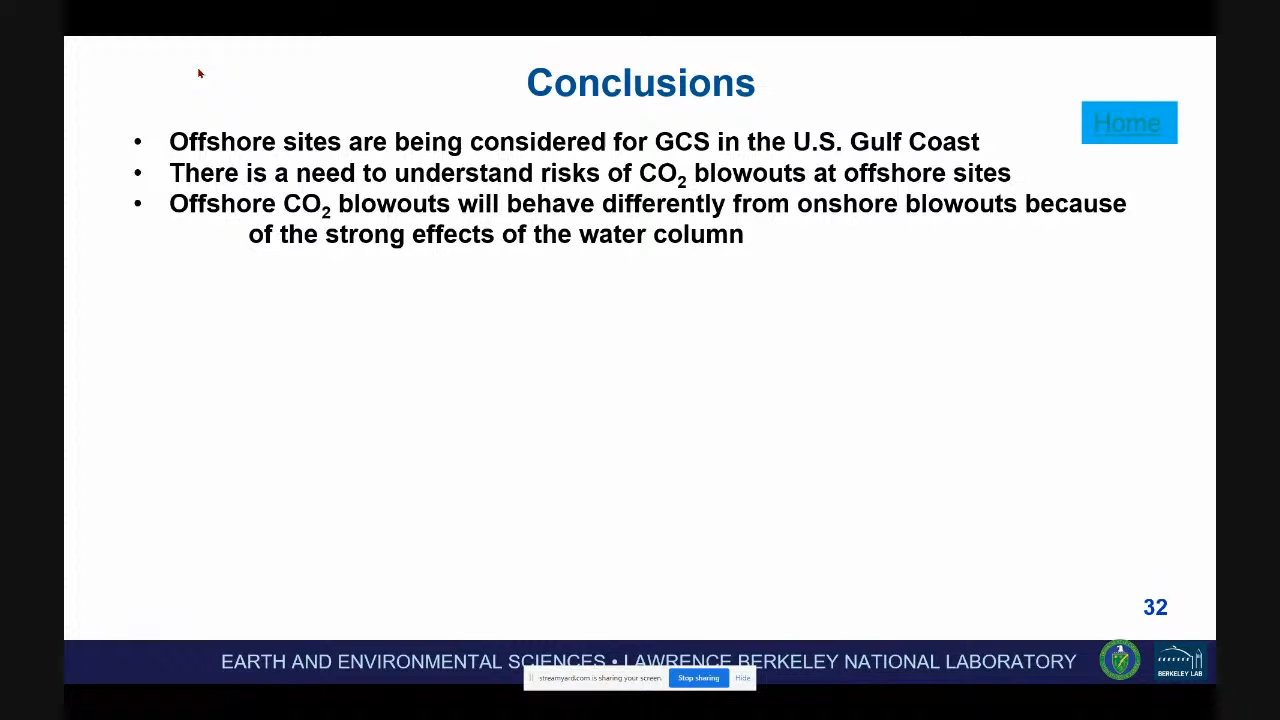 Conclusions
Home
• Offshore sites are being considered for GCS in the U.S. Gulf Coast
• There is a need to understand risks of CO2 blowouts at offshore sites
• Offshore CO2 blowouts will behave differently from onshore blowouts because
of the strong effects of the water column
32
EARTH AND ENVIRONMENTAL SCIENCES • LAWRENCE BERKELEY NATIONAL LABORATORY
BERKELEY LAB
streamyard.com is sharing your screen. Stop sharing Hide